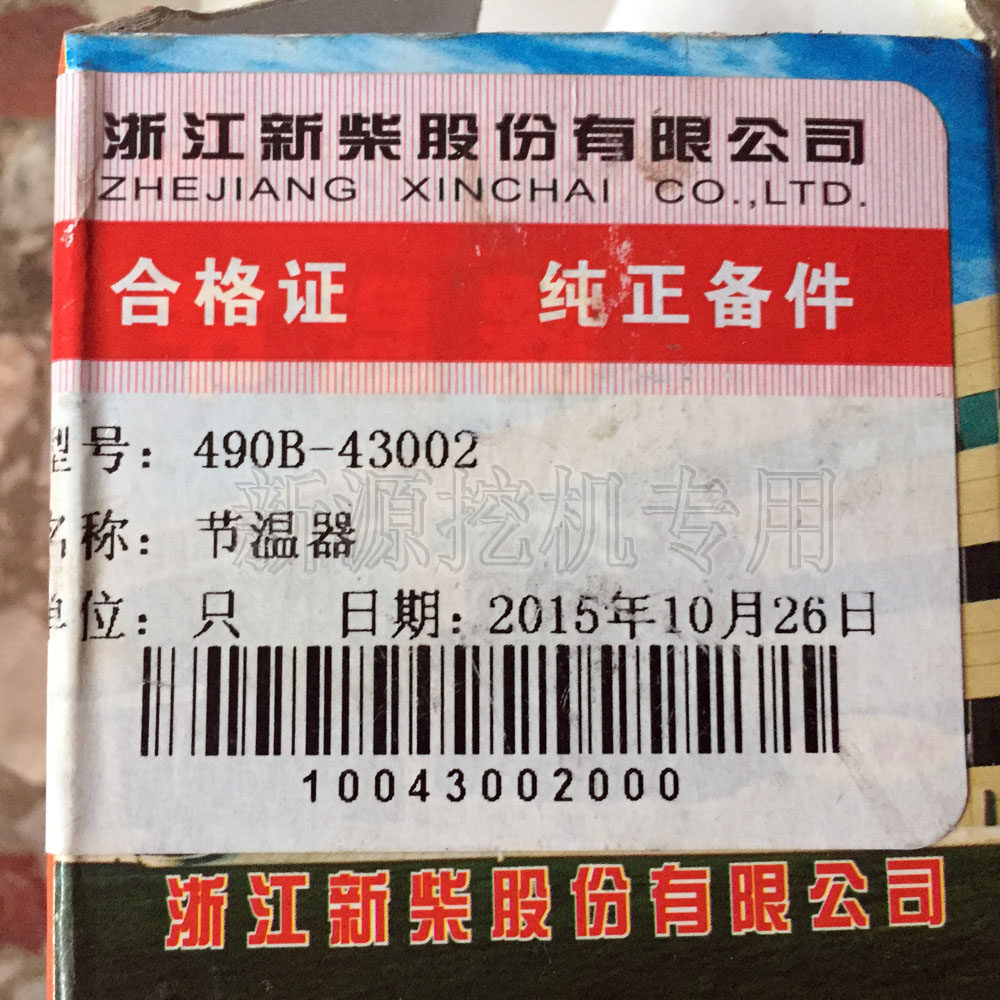 浙江新柴股份有限公司
ZHEJIANG XINCHAI CO.,LTD.
合格证 纯正备件
型号：490B-43002
新源挖机专用
名称：节温器
单位：只 日期：2015年10月26日
10043002000
浙江新柴股份有限公司